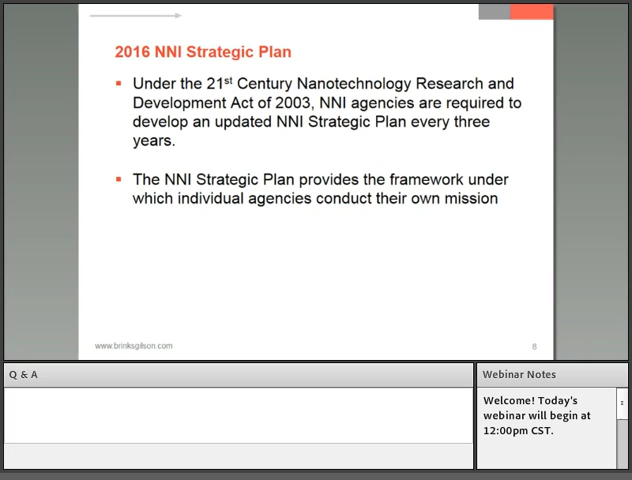 2016 NNI Strategic Plan
Under the 21st Century Nanotechnology Research and
Development Act of 2003, NNI agencies are required to
develop an updated NNI Strategic Plan every three
years.
The NNI Strategic Plan provides the framework under
which individual agencies conduct their own mission
www.brinksgilson.com
8
Q & A
Webinar Notes
Welcome! Today's
webinar will begin at
12:00pm CST.